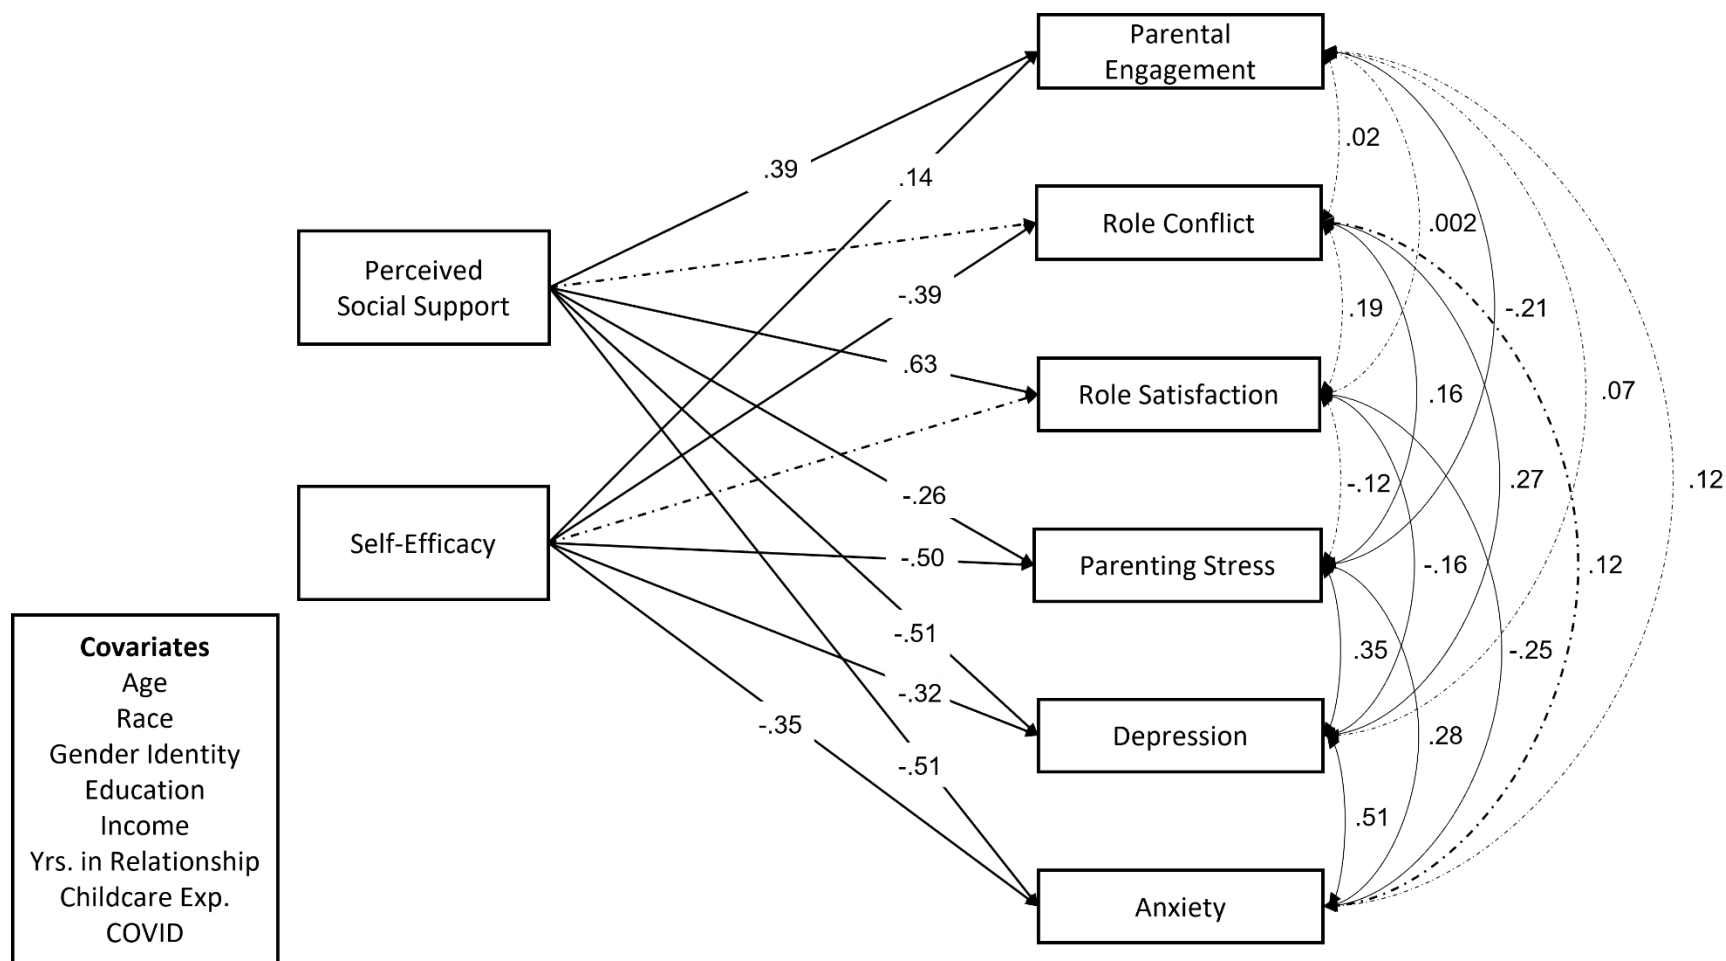 Parental
Engagement
.02
.39
.14
Role Conflict
.002
Perceived
Social Support
-.39
.19
-.21
.63
Role Satisfaction
.16
.07
-.26
-.12
.27
.12
Self-Efficacy
-.50
Parenting Stress
-.16
.12
-.51
.35
-.25
-.32
-.35
Depression
.28
-.51
.51
Anxiety
Covariates
Age
Race
Gender Identity
Education
Income
Yrs. in Relationship
Childcare Exp.
COVID